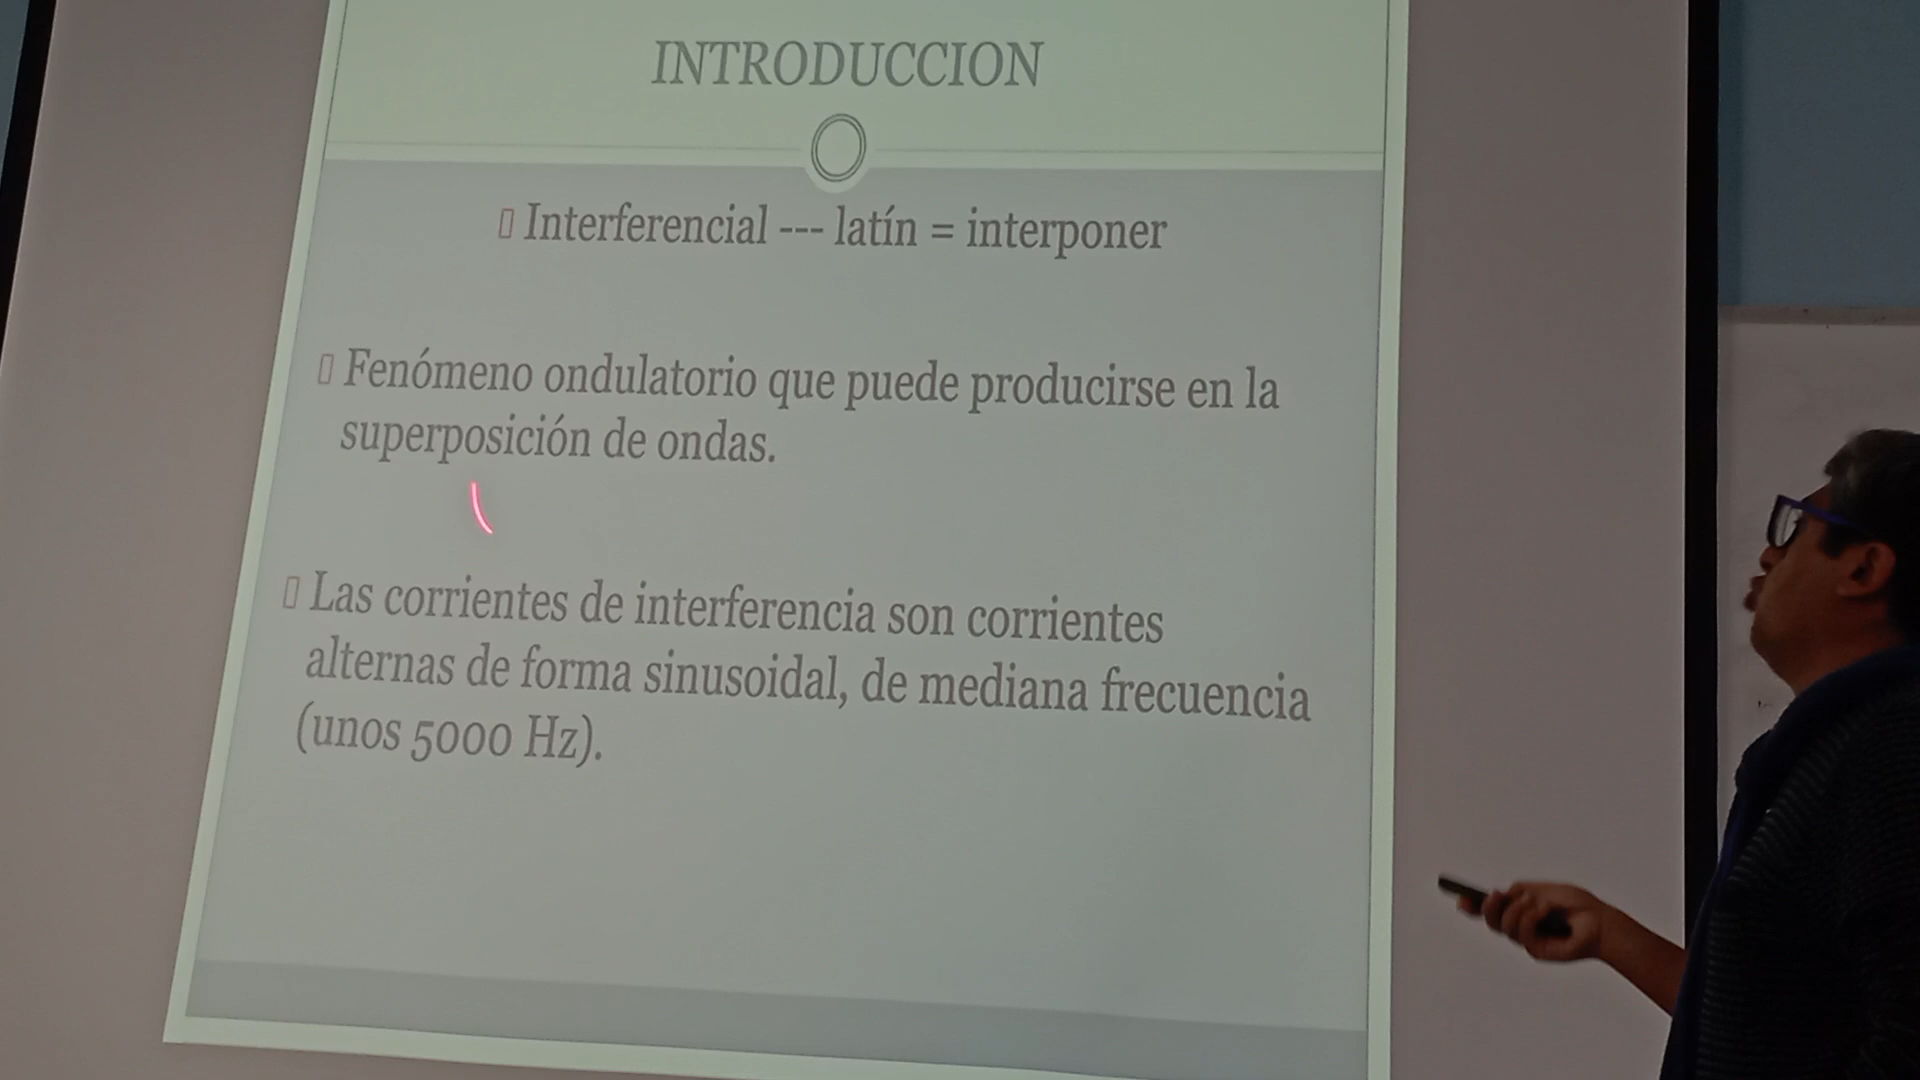 INTRODUCCION
Interferencial --- latín = interponer
Fenómeno ondulatorio que puede producirse en la
superposición de ondas.
Las corrientes de interferencia son corrientes
alternas de forma sinusoidal, de mediana frecuencia
(unos 5000 Hz).